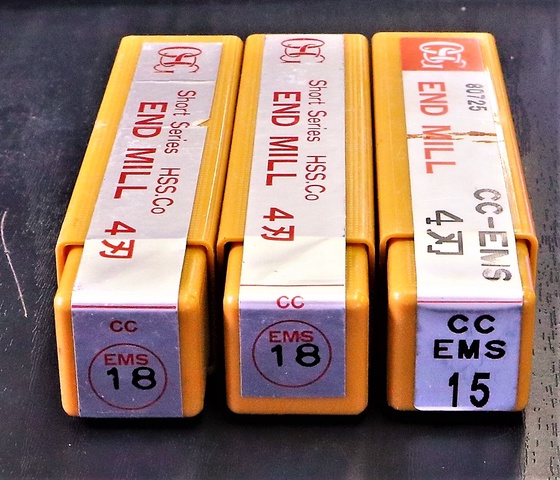 OSG
Short Series HSS.Co
END MILL 4刃
CC
EMS
18
OSG
Short Series HSS.Co
END MILL 4刃
CC
EMS
18
OSG
80725
END MILL
CC-EMS
4刃
CC
EMS
15